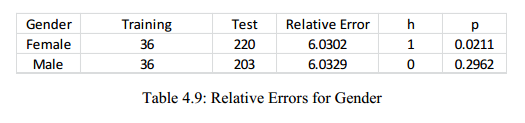 Gender Training Test Relative Error h p
Female 36 220 6.0302 1 0.0211
Male 36 203 6.0329 0 0.2962
Table 4.9: Relative Errors for Gender